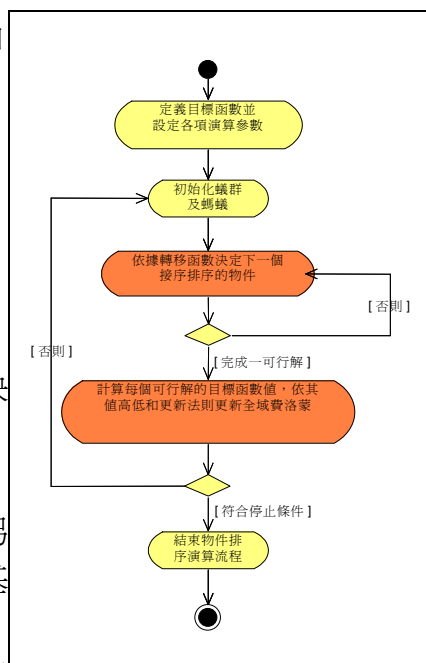 定義目標函數並
設定各項演算參數
初始化蟻群
及螞蟻
依據轉移函數決定下一個
接序排序的物件
[否則]
[否則]
[完成一可行解]
計算每個可行解的目標函數值，依其
值高低和更新法則更新全域費洛蒙
[符合停止條件]
結束物件排
序演算流程